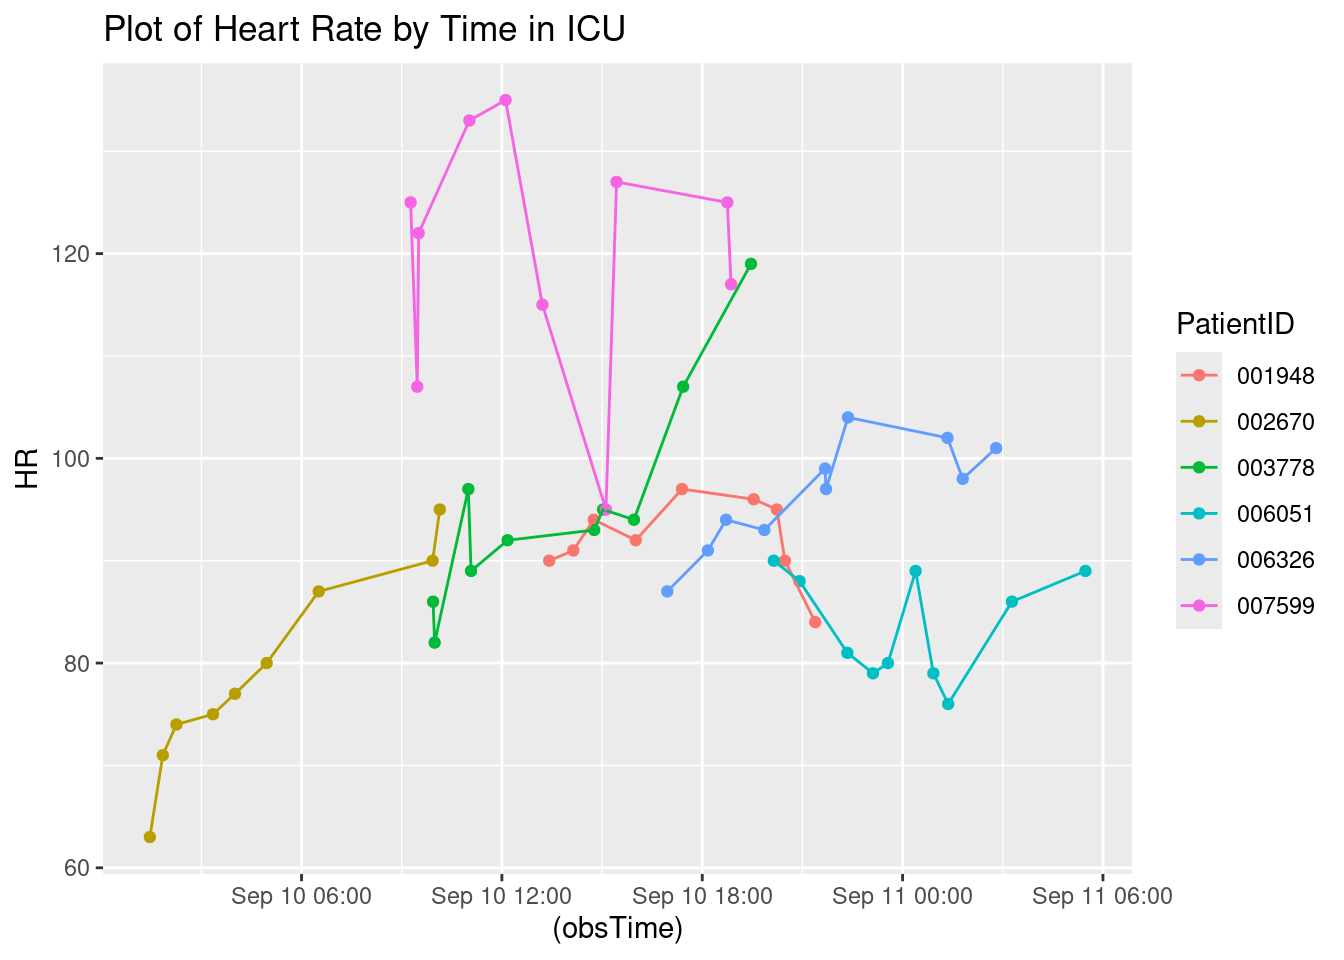 Plot of Heart Rate by Time in ICU
HR
120
100
80
60
Sep 10 06:00 Sep 10 12:00 Sep 10 18:00 Sep 11 00:00 Sep 11 06:00
(obsTime)
PatientID
001948
002670
003778
006051
006326
007599